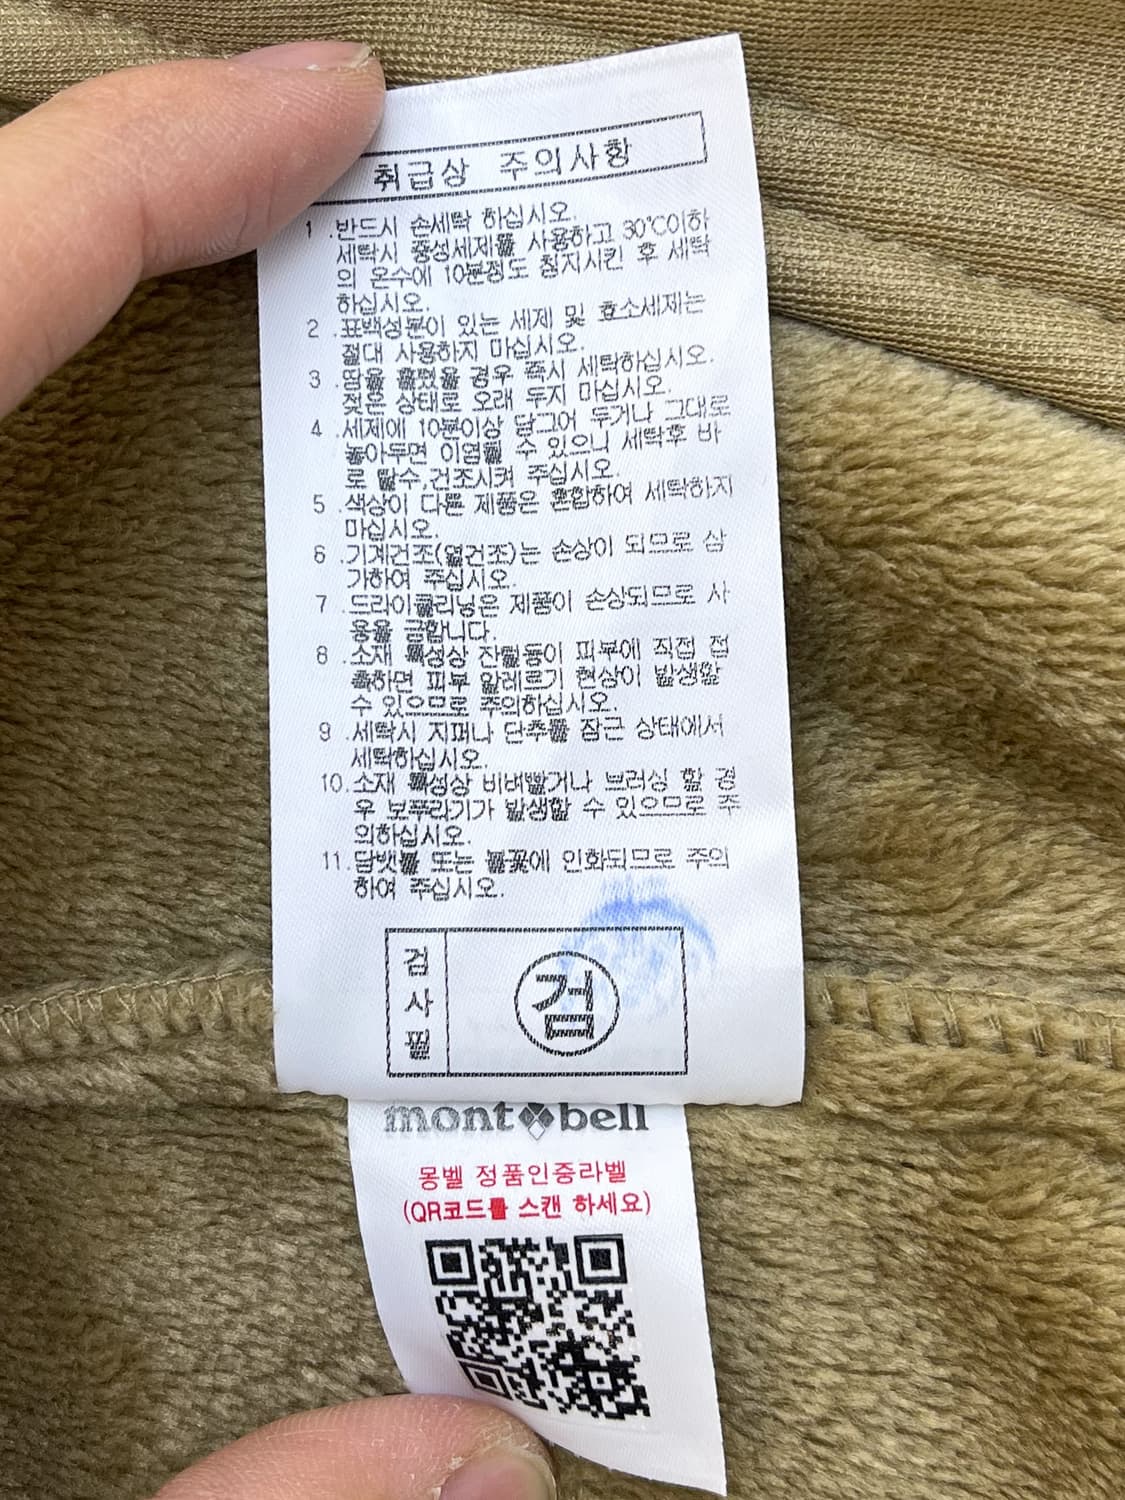 취급상 주의사항
1 .반드시 손세탁 하십시오.
세탁시 중성세제를 사용하고 30℃이하
의 온수에 10분정도 침지시킨 후 세탁
하십시오.
2 .표백성분이 있는 세제 및 효소세제는
절대 사용하지 마십시오.
3 .땀을 흘렸을 경우 즉시 세탁하십시오.
젖은 상태로 오래 두지 마십시오.
4 .세제에 10분이상 담그어 두거나 그대로
놓아두면 이염될 수 있으니 세탁후 바
로 탈수,건조시켜 주십시오.
5 .색상이 다른 제품은 혼합하여 세탁하지
마십시오.
6 .기계건조(열건조)는 손상이 되므로 삼
가하여 주십시오.
7 .드라이클리닝은 제품이 손상되므로 사
용을 금합니다.
8 .소재 특성상 잔털등이 피부에 직접 접
촉하면 피부 알레르기 현상이 발생할
수 있으므로 주의하십시오.
9 .세탁시 지퍼나 단추를 잠근 상태에서
세탁하십시오.
10.소재 특성상 비벼빨거나 브러싱 할 경
우 보푸라기가 발생할 수 있으므로 주
의하십시오.
11.담뱃불 또는 불꽃에 인화되므로 주의
하여 주십시오.
검사필
검
mont bell
몽벨 정품인증라벨
(QR코드를 스캔 하세요)